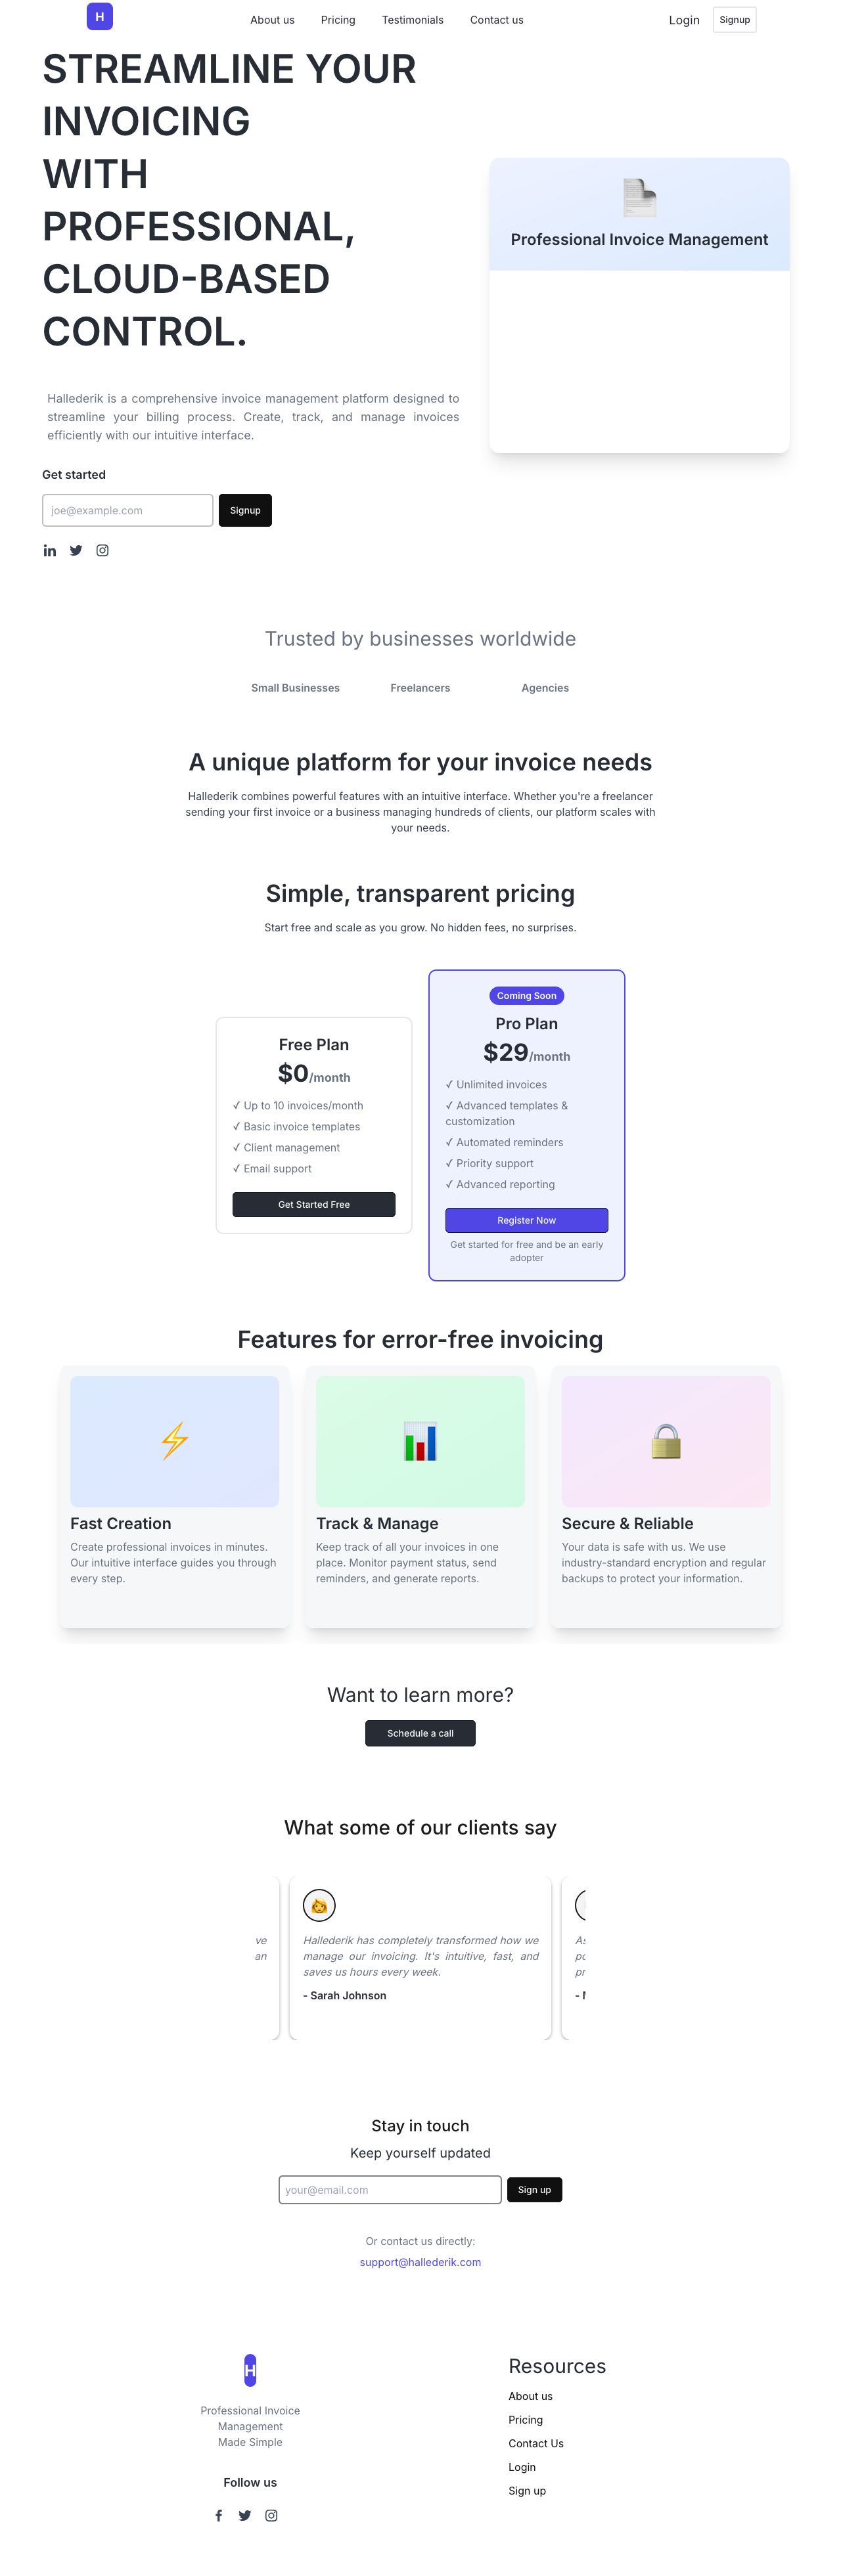 H
About us
Pricing
Testimonials
Contact us
Login
Signup
STREAMLINE YOUR
INVOICING
WITH
PROFESSIONAL,
CLOUD-BASED
CONTROL.
Professional Invoice Management
Hallederik is a comprehensive invoice management platform designed to
streamline your billing process. Create, track, and manage invoices
efficiently with our intuitive interface.
Get started
joe@example.com
Signup
Trusted by businesses worldwide
Small Businesses
Freelancers
Agencies
A unique platform for your invoice needs
Hallederik combines powerful features with an intuitive interface. Whether you're a freelancer
sending your first invoice or a business managing hundreds of clients, our platform scales with
your needs.
Simple, transparent pricing
Start free and scale as you grow. No hidden fees, no surprises.
Free Plan
$0/month
✓ Up to 10 invoices/month
✓ Basic invoice templates
✓ Client management
✓ Email support
Get Started Free
Coming Soon
Pro Plan
$29/month
✓ Unlimited invoices
✓ Advanced templates &
customization
✓ Automated reminders
✓ Priority support
✓ Advanced reporting
Register Now
Get started for free and be an early
adopter
Features for error-free invoicing
Fast Creation
Create professional invoices in minutes.
Our intuitive interface guides you through
every step.
Track & Manage
Keep track of all your invoices in one
place. Monitor payment status, send
reminders, and generate reports.
Secure & Reliable
Your data is safe with us. We use
industry-standard encryption and regular
backups to protect your information.
Want to learn more?
Schedule a call
What some of our clients say
ve
an
Hallederik has completely transformed how we
manage our invoicing. It's intuitive, fast, and
saves us hours every week.
- Sarah Johnson
As
po
pr
Stay in touch
Keep yourself updated
your@email.com
Sign up
Or contact us directly:
support@hallederik.com
H
Professional Invoice
Management
Made Simple
Follow us
Resources
About us
Pricing
Contact Us
Login
Sign up